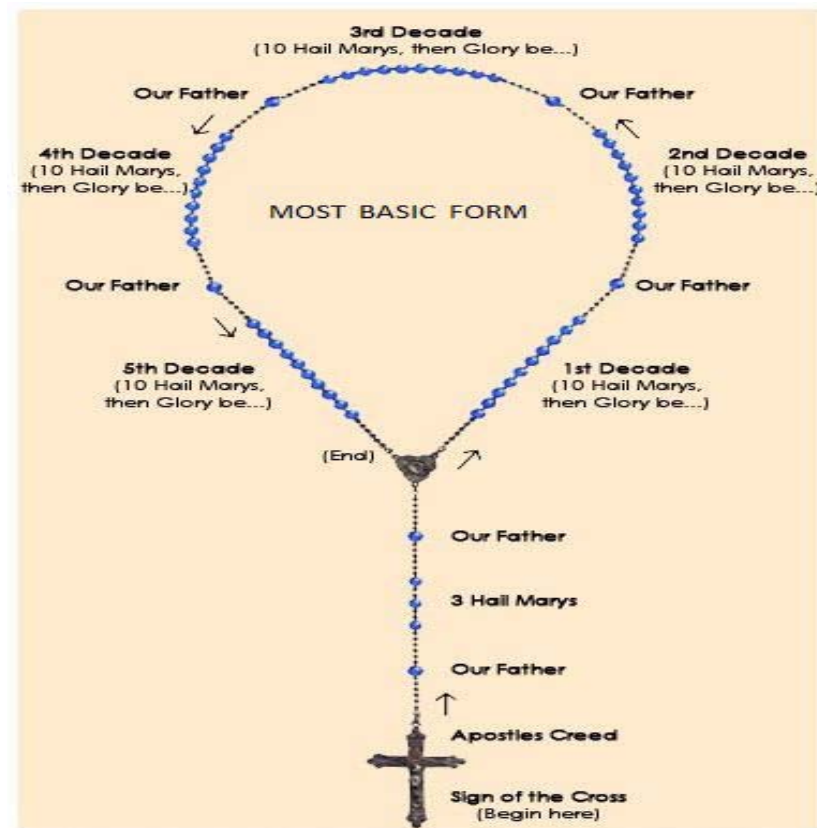 3rd Decade
(10 Hail Marys, then Glory be...)
Our Father
Our Father
4th Decade
(10 Hail Marys,
then Glory be...)
2nd Decade
(10 Hail Marys,
then Glory be...)
MOST BASIC FORM
Our Father
Our Father
5th Decade
(10 Hail Marys,
then Glory be...)
1st Decade
(10 Hail Marys,
then Glory be...)
(End)
Our Father
3 Hail Marys
Our Father
Apostles Creed
Sign of the Cross
(Begin here)